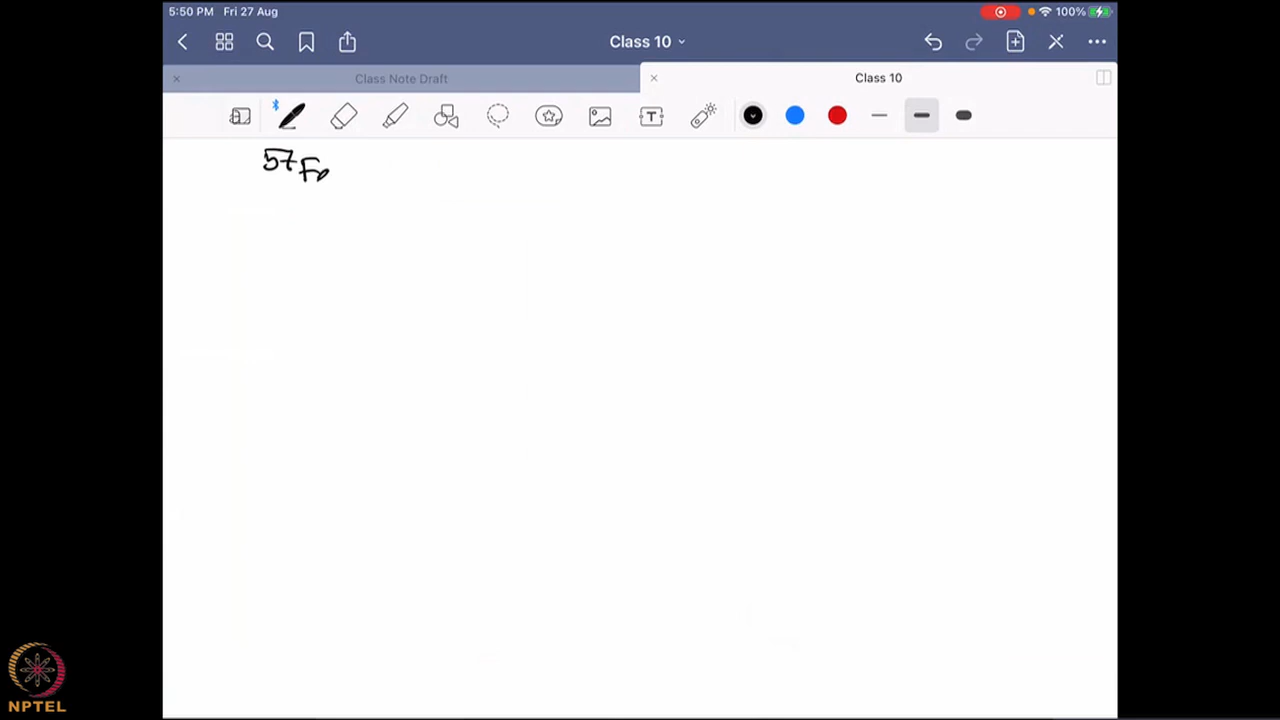 5:50 PM Fri 27 Aug 100%
Class 10
Class Note Draft Class 10
T
57Fe
NPTEL